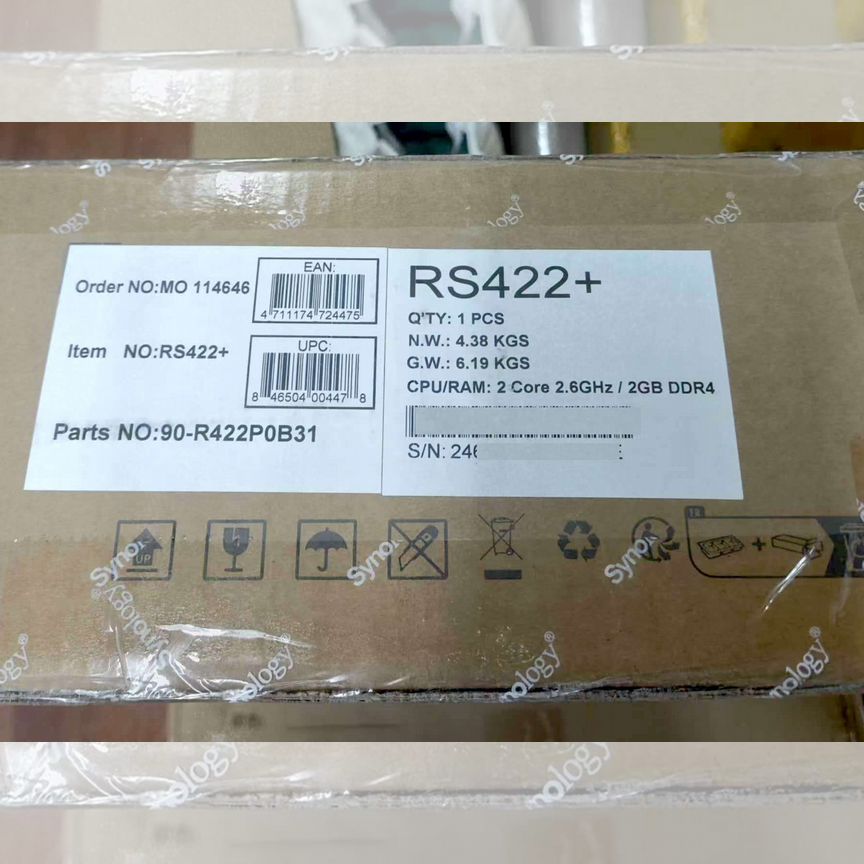 Order NO:MO 114646
EAN:
4 711174 724475
Item NO:RS422+
UPC:
8 46504 00447 8
Parts NO:90-R422P0B31
RS422+
Q'TY: 1 PCS
N.W.: 4.38 KGS
G.W.: 6.19 KGS
CPU/RAM: 2 Core 2.6GHz / 2GB DDR4
S/N: 246
UP
FR